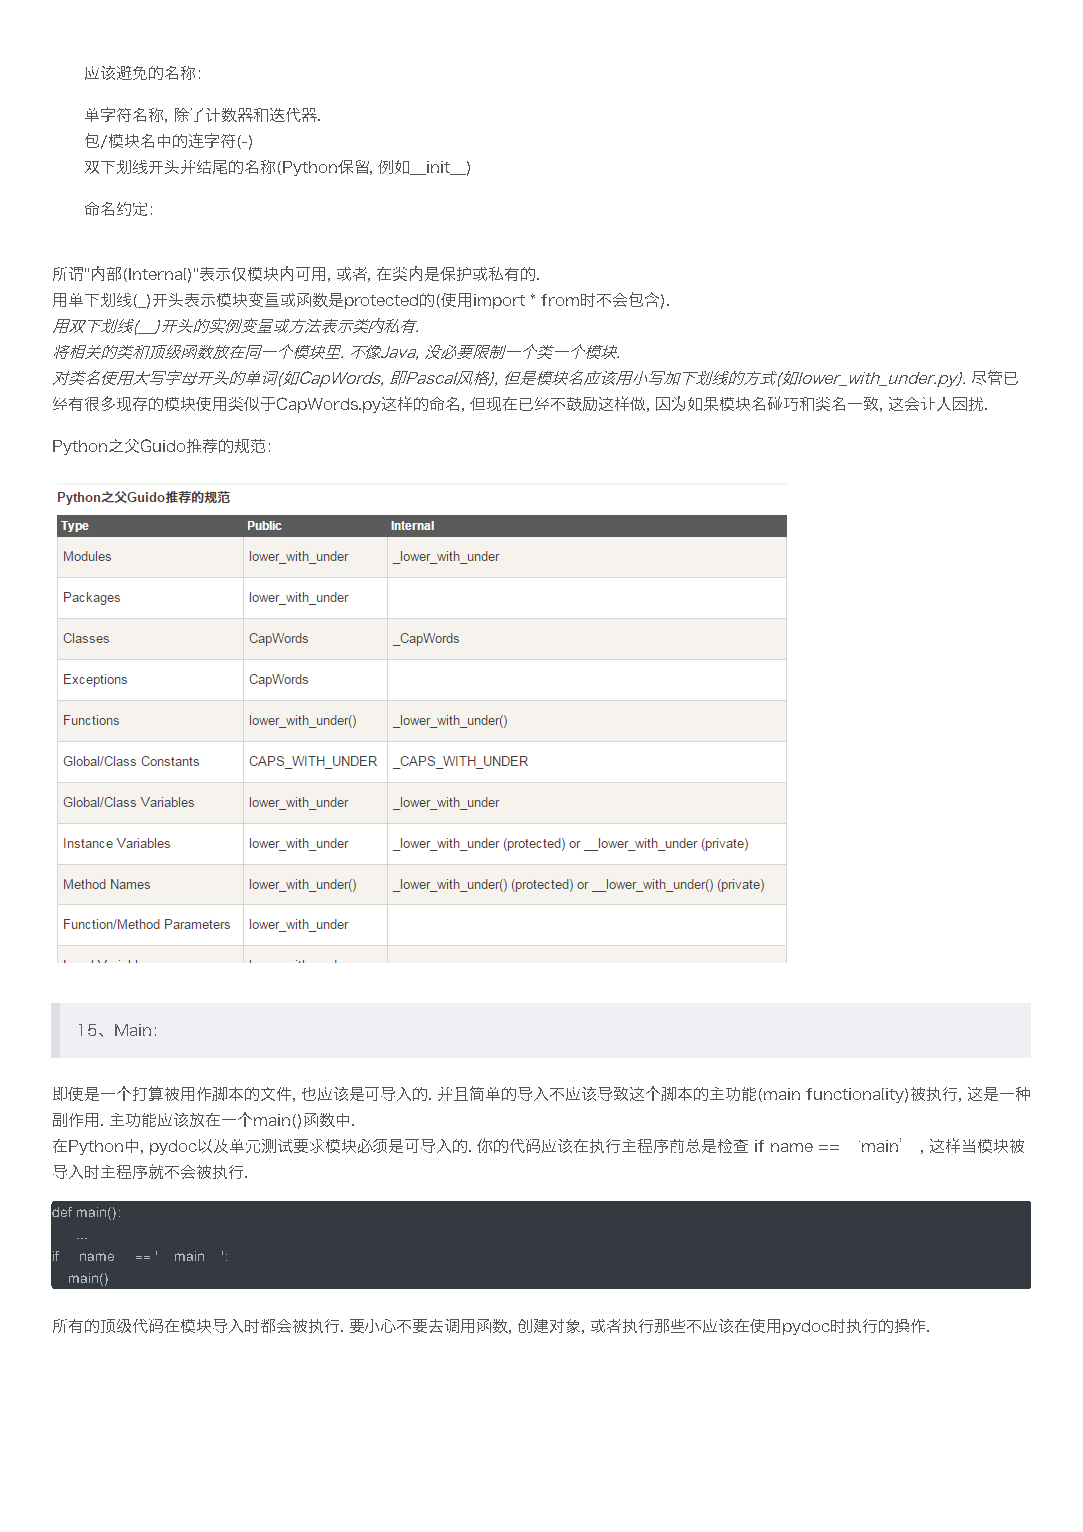 应该避免的名称:
单字符名称, 除了计数器和迭代器.
包/模块名中的连字符(-)
双下划线开头并结尾的名称(Python保留, 例如__init__)
命名约定:
所谓"内部(Internal)"表示仅模块内可用, 或者, 在类内是保护或私有的.
用单下划线(_)开头表示模块变量或函数是protected的(使用import * from时不会包含).
用双下划线(__)开头的实例变量或方法表示类内私有.
将相关的类和顶级函数放在同一个模块里. 不像Java, 没必要限制一个类一个模块.
对类名使用大写字母开头的单词(如CapWords, 即Pascal风格), 但是模块名应该用小写加下划线的方式(如lower_with_under.py). 尽管已
经有很多现存的模块使用类似于CapWords.py这样的命名, 但现在已经不鼓励这样做, 因为如果模块名碰巧和类名一致, 这会让人困扰.
Python之父Guido推荐的规范:
Python之父Guido推荐的规范
Type Public Internal
Modules lower_with_under _lower_with_under
Packages lower_with_under
Classes CapWords _CapWords
Exceptions CapWords
Functions lower_with_under() _lower_with_under()
Global/Class Constants CAPS_WITH_UNDER _CAPS_WITH_UNDER
Global/Class Variables lower_with_under _lower_with_under
Instance Variables lower_with_under _lower_with_under (protected) or __lower_with_under (private)
Method Names lower_with_under() _lower_with_under() (protected) or __lower_with_under() (private)
Function/Method Parameters lower_with_under
15、Main:
即使是一个打算被用作脚本的文件, 也应该是可导入的. 并且简单的导入不应该导致这个脚本的主功能(main functionality)被执行, 这是一种
副作用. 主功能应该放在一个main()函数中.
在Python中, pydoc以及单元测试要求模块必须是可导入的. 你的代码应该在执行主程序前总是检查 if name == 'main' , 这样当模块被
导入时主程序就不会被执行.
def main():
...
if name == ' main ':
main()
所有的顶级代码在模块导入时都会被执行. 要小心不要去调用函数, 创建对象, 或者执行那些不应该在使用pydoc时执行的操作.